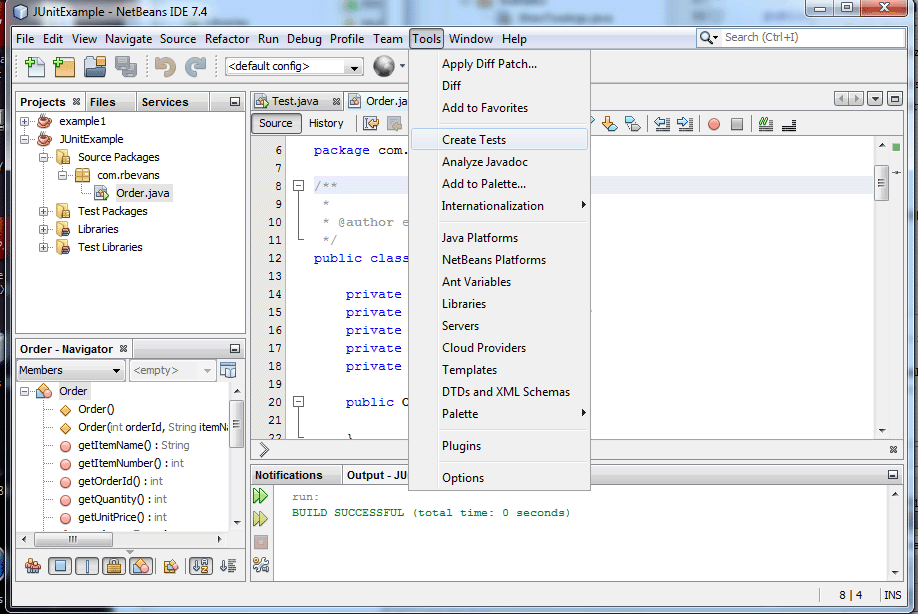 JUnitExample - NetBeans IDE 7.4
File Edit View Navigate Source Refactor Run Debug Profile Team Tools Window Help
Search (Ctrl+I)
<default config>
Projects Files Services
example1
JUnitExample
Source Packages
com.rbevans
Order.java
Test Packages
Libraries
Test Libraries
Order - Navigator
Members <empty>
Order
Order()
Order(int orderId, String itemNa
getItemName() : String
getItemNumber() : int
getOrderId() : int
getQuantity() : int
getUnitPrice() : int
Test.java Order.ja
Source History
6 package com.
7
8 /**
9 *
10 * @author e
11 */
12 public class
13
14 private
15 private
16 private
17 private
18 private
19
20 public O
21
22 }
Apply Diff Patch...
Diff
Add to Favorites
Create Tests
Analyze Javadoc
Add to Palette...
Internationalization
Java Platforms
NetBeans Platforms
Ant Variables
Libraries
Servers
Cloud Providers
Templates
DTDs and XML Schemas
Palette
Plugins
Options
Notifications Output - JU
run:
BUILD SUCCESSFUL (total time: 0 seconds)
8 | 4 INS